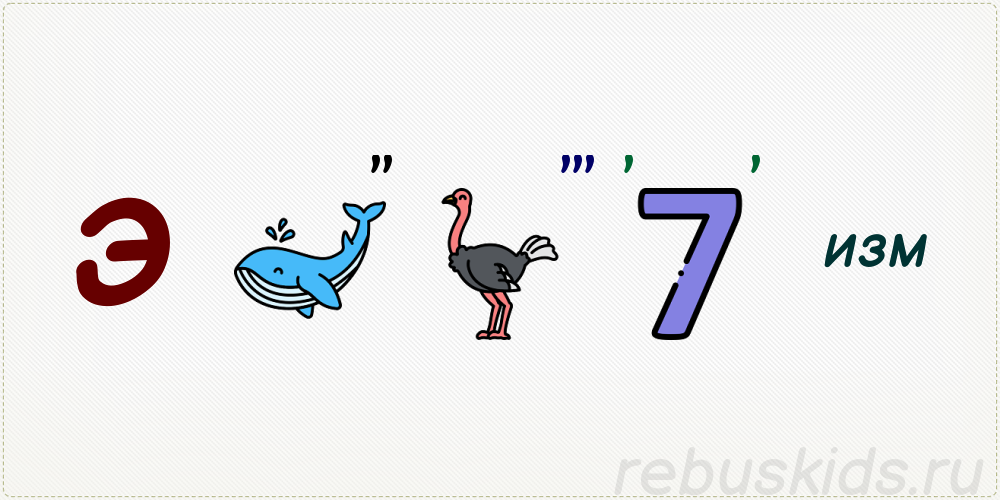 Э ,, ,,, , 7 , изм
rebuskids.ru